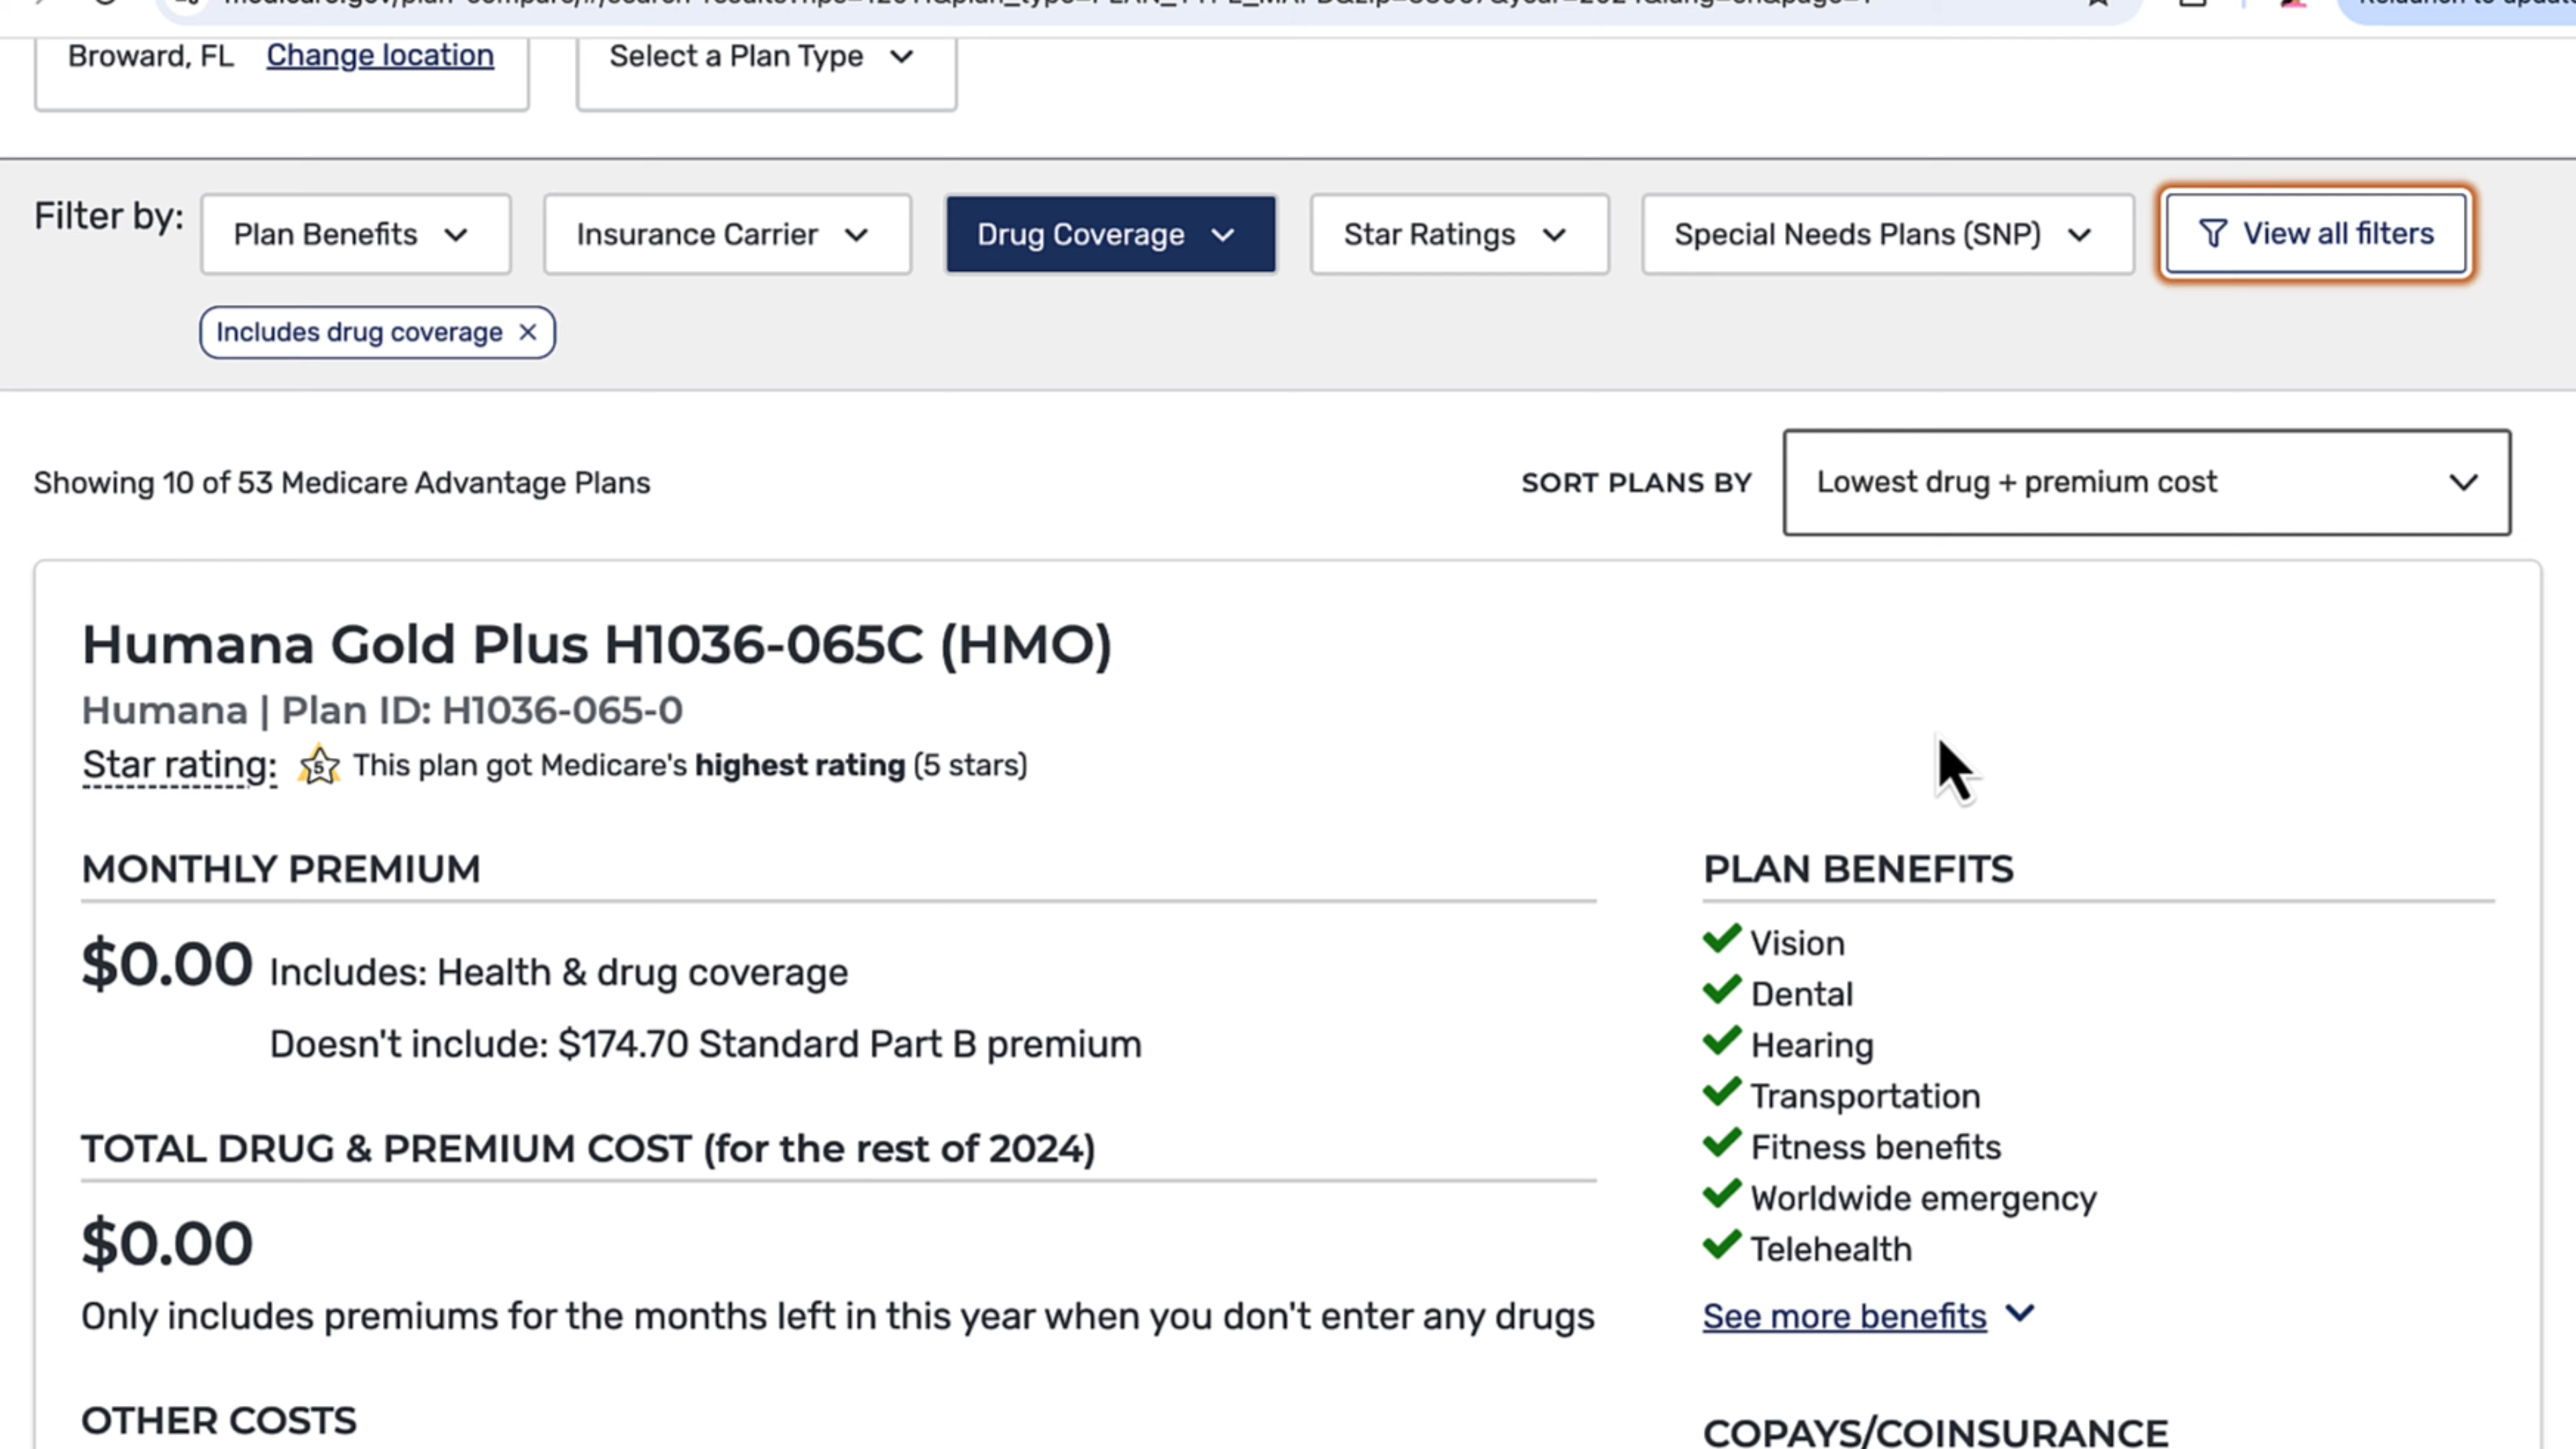 Broward, FL Change location
Select a Plan Type
Filter by:
Plan Benefits
Insurance Carrier
Drug Coverage
Star Ratings
Special Needs Plans (SNP)
View all filters
Includes drug coverage ×
Showing 10 of 53 Medicare Advantage Plans
SORT PLANS BY
Lowest drug + premium cost
Humana Gold Plus H1036-065C (HMO)
Humana | Plan ID: H1036-065-0
Star rating: 5 This plan got Medicare's highest rating (5 stars)
MONTHLY PREMIUM
$0.00 Includes: Health & drug coverage
Doesn't include: $174.70 Standard Part B premium
TOTAL DRUG & PREMIUM COST (for the rest of 2024)
$0.00
Only includes premiums for the months left in this year when you don't enter any drugs
OTHER COSTS
PLAN BENEFITS
Vision
Dental
Hearing
Transportation
Fitness benefits
Worldwide emergency
Telehealth
See more benefits
COPAYS/COINSURANCE